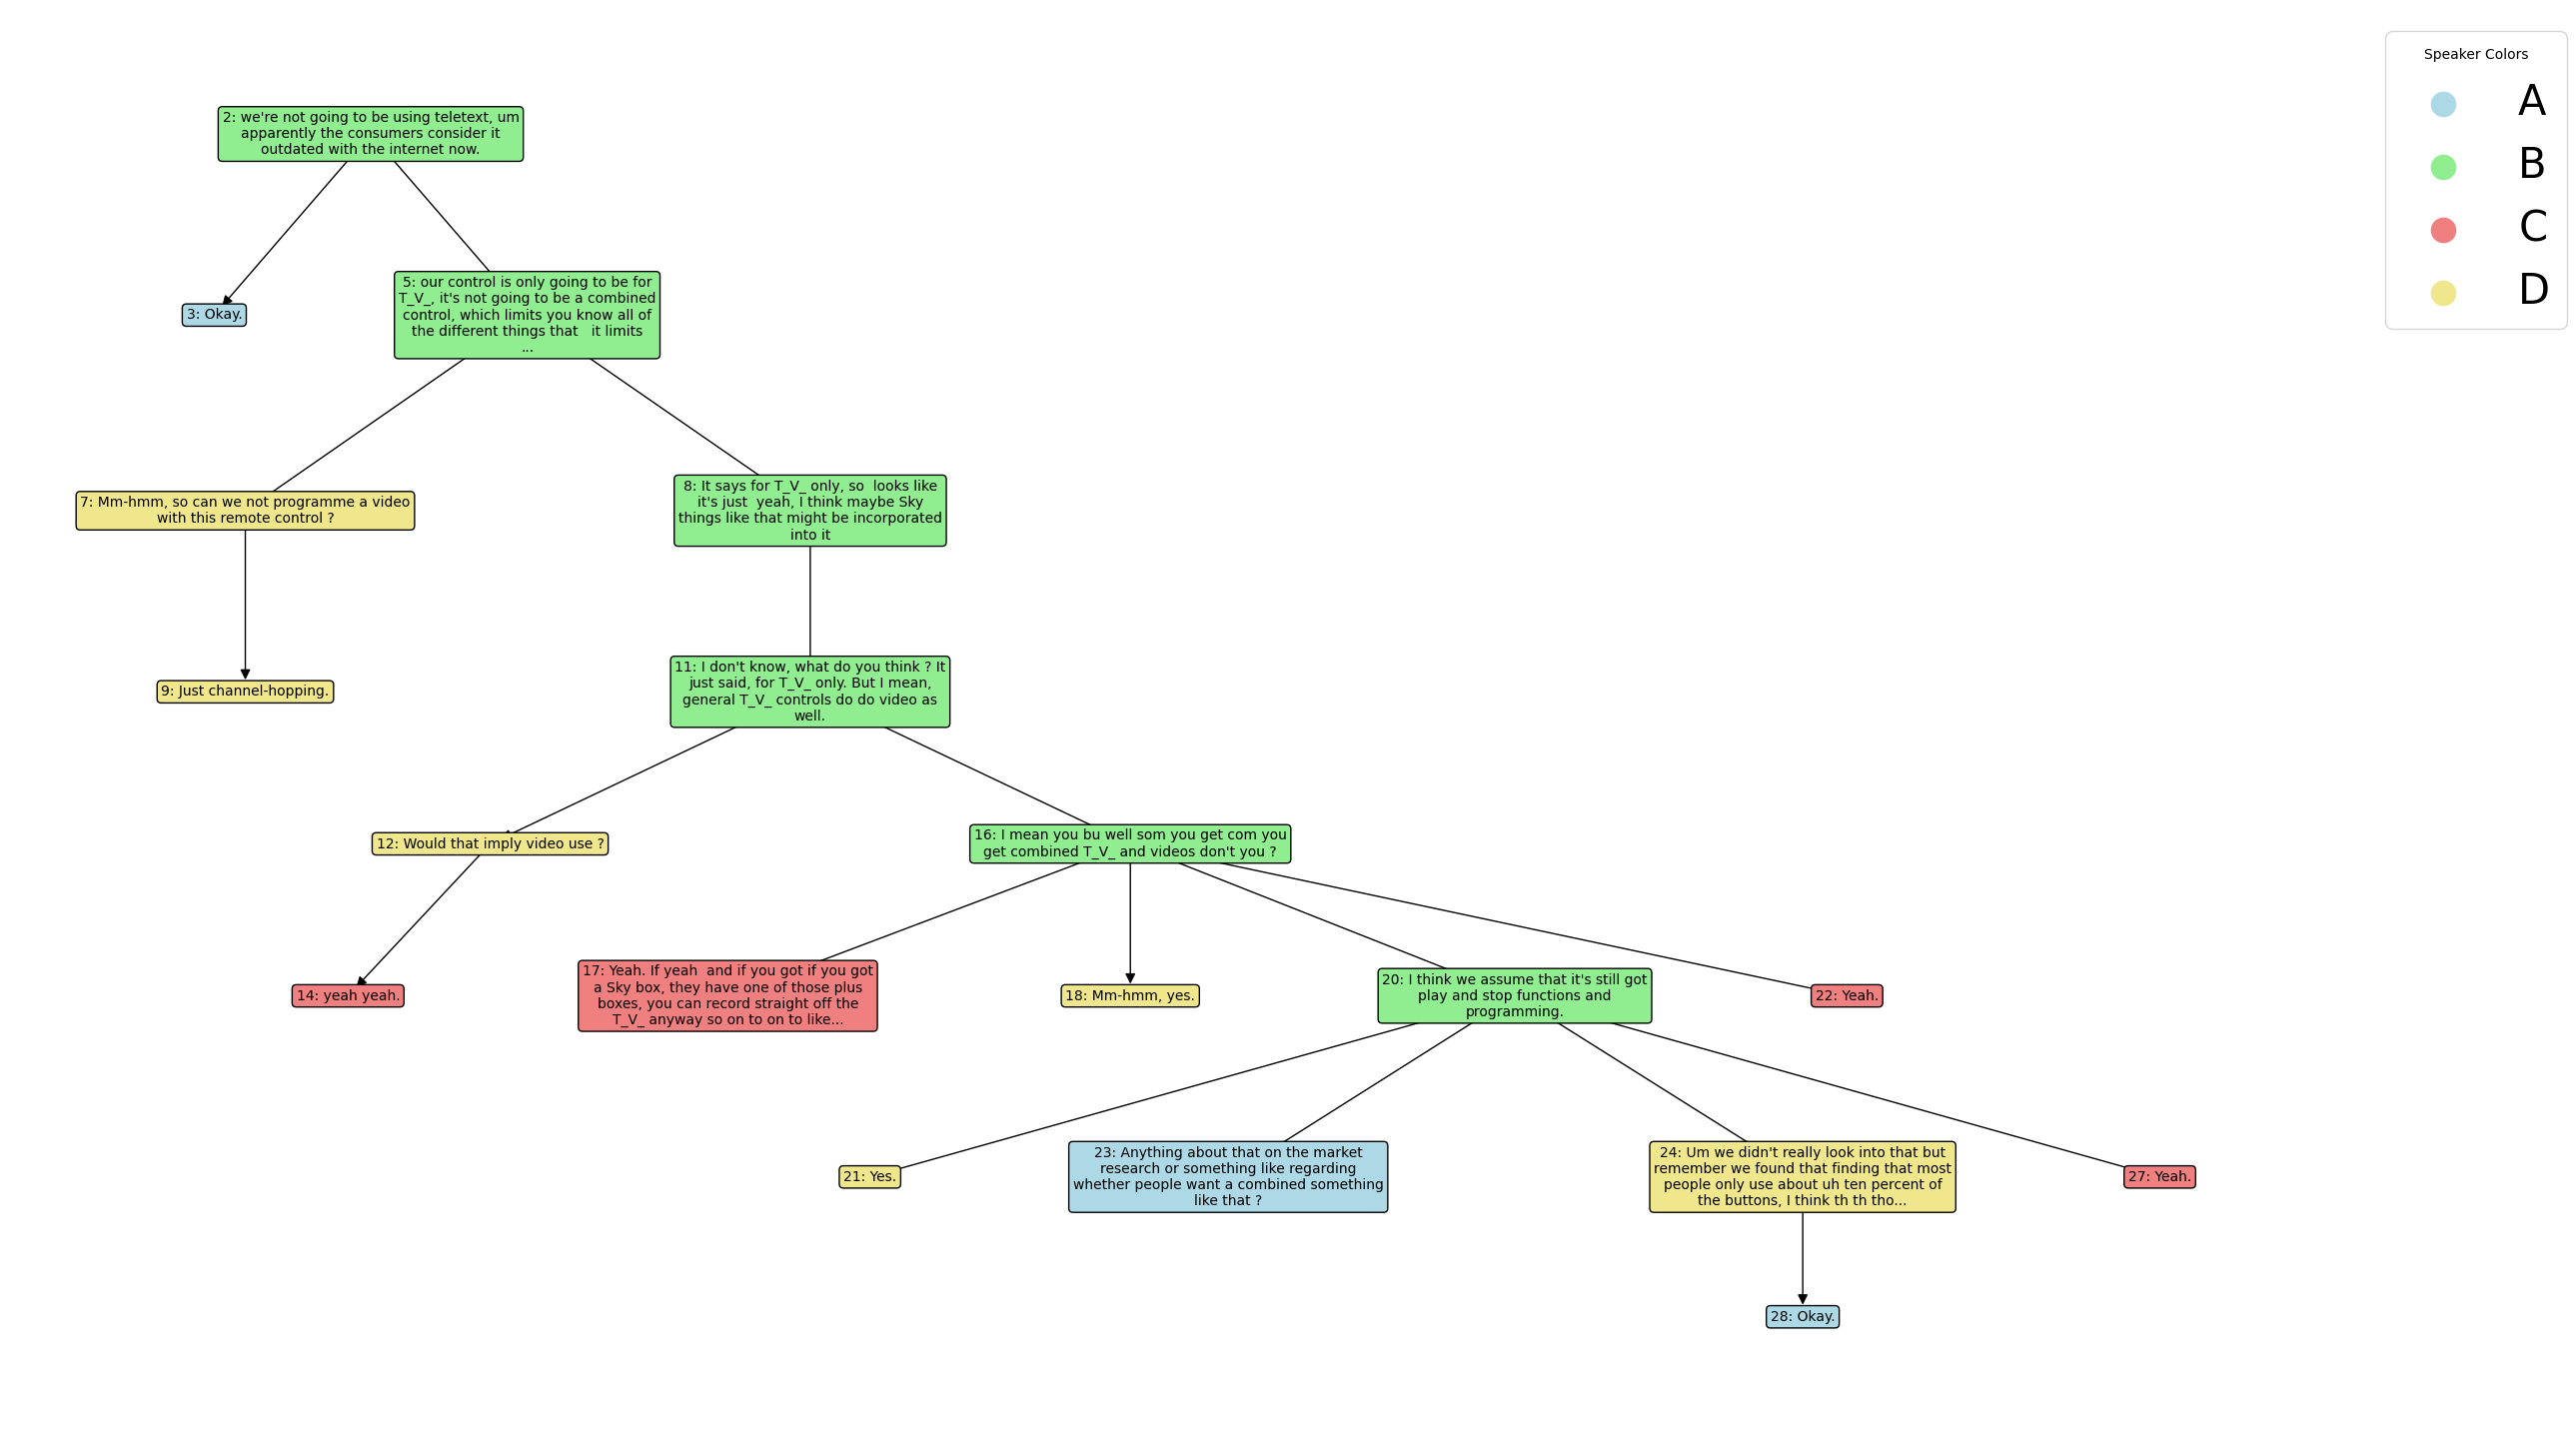 Speaker Colors
A
B
C
D
2: we're not going to be using teletext, um
apparently the consumers consider it
outdated with the internet now.
3: Okay.
5: our control is only going to be for
T_V_, it's not going to be a combined
control, which limits you know all of
the different things that   it limits
...
7: Mm-hmm, so can we not programme a video
with this remote control ?
8: It says for T_V_ only, so  looks like
it's just  yeah, I think maybe Sky
things like that might be incorporated
into it
9: Just channel-hopping.
11: I don't know, what do you think ? It
just said, for T_V_ only. But I mean,
general T_V_ controls do do video as
well.
12: Would that imply video use ?
16: I mean you bu well som you get com you
get combined T_V_ and videos don't you ?
14: yeah yeah.
17: Yeah. If yeah  and if you got if you got
a Sky box, they have one of those plus
boxes, you can record straight off the
T_V_ anyway so on to on to like...
18: Mm-hmm, yes.
20: I think we assume that it's still got
play and stop functions and
programming.
22: Yeah.
21: Yes.
23: Anything about that on the market
research or something like regarding
whether people want a combined something
like that ?
24: Um we didn't really look into that but
remember we found that finding that most
people only use about uh ten percent of
the buttons, I think th th tho...
27: Yeah.
28: Okay.